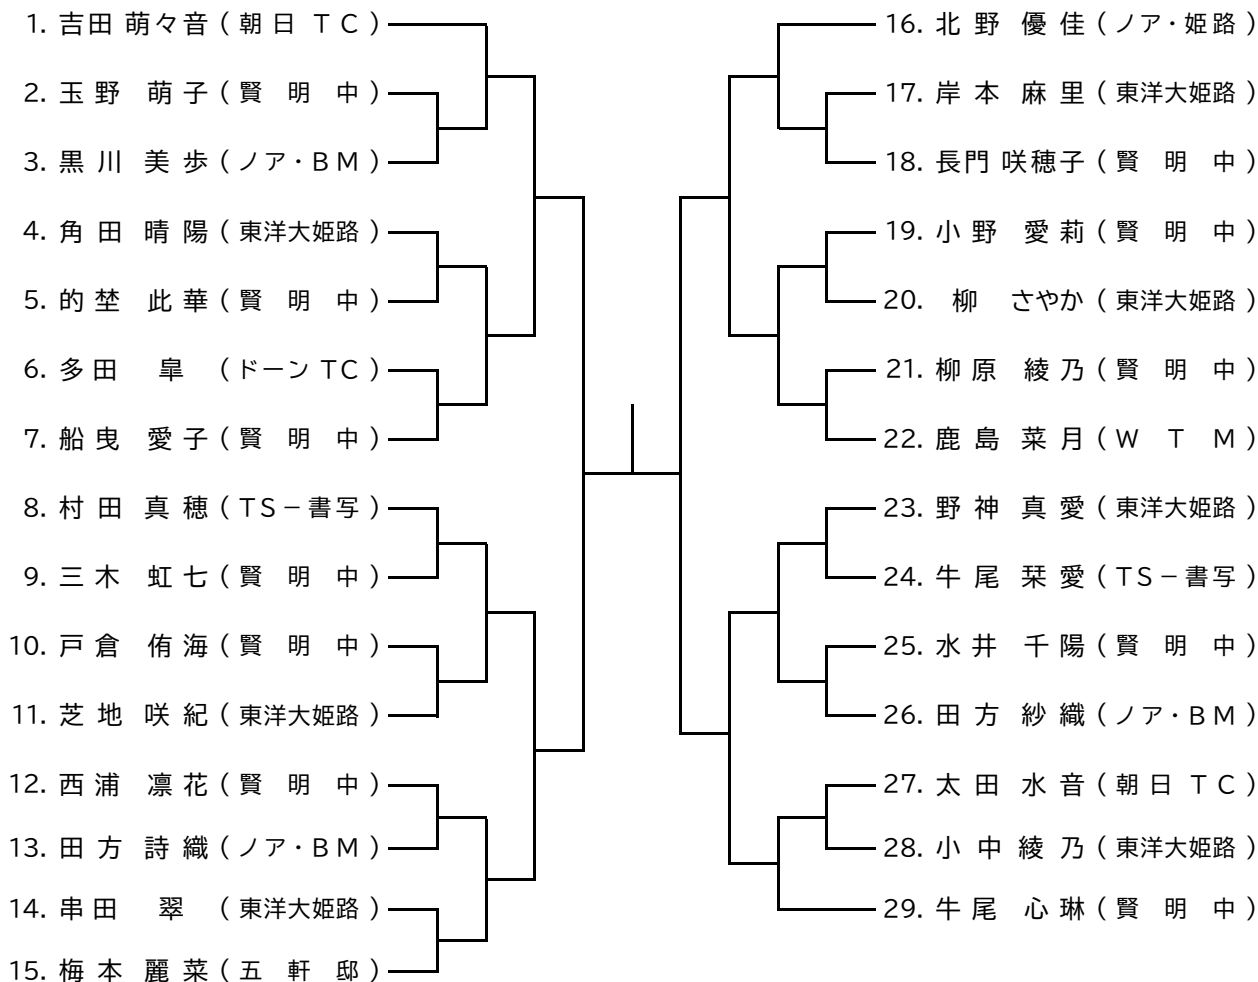 1. 吉田 萌々音 ( 朝 日 T C )
2. 玉 野 萌 子 ( 賢 明 中 )
3. 黒 川 美 歩 ( ノア・B M )
4. 角 田 晴 陽 ( 東洋大姫路 )
5. 的 埜 此 華 ( 賢 明 中 )
6. 多 田 皐 ( ドーン TC )
7. 船 曳 愛 子 ( 賢 明 中 )
8. 村 田 真 穂 ( TS − 書写 )
9. 三 木 虹 七 ( 賢 明 中 )
10. 戸 倉 侑 海 ( 賢 明 中 )
11. 芝 地 咲 紀 ( 東洋大姫路 )
12. 西 浦 凛 花 ( 賢 明 中 )
13. 田 方 詩 織 ( ノア・B M )
14. 串 田 翠 ( 東洋大姫路 )
15. 梅 本 麗 菜 ( 五 軒 邸 )
16. 北 野 優 佳 ( ノア・姫路 )
17. 岸 本 麻 里 ( 東洋大姫路 )
18. 長門 咲穂子 ( 賢 明 中 )
19. 小 野 愛 莉 ( 賢 明 中 )
20. 柳 さやか ( 東洋大姫路 )
21. 柳 原 綾 乃 ( 賢 明 中 )
22. 鹿 島 菜 月 ( W T M )
23. 野 神 真 愛 ( 東洋大姫路 )
24. 牛 尾 栞 愛 ( TS − 書写 )
25. 水 井 千 陽 ( 賢 明 中 )
26. 田 方 紗 織 ( ノア・B M )
27. 太 田 水 音 ( 朝 日 T C )
28. 小 中 綾 乃 ( 東洋大姫路 )
29. 牛 尾 心 琳 ( 賢 明 中 )